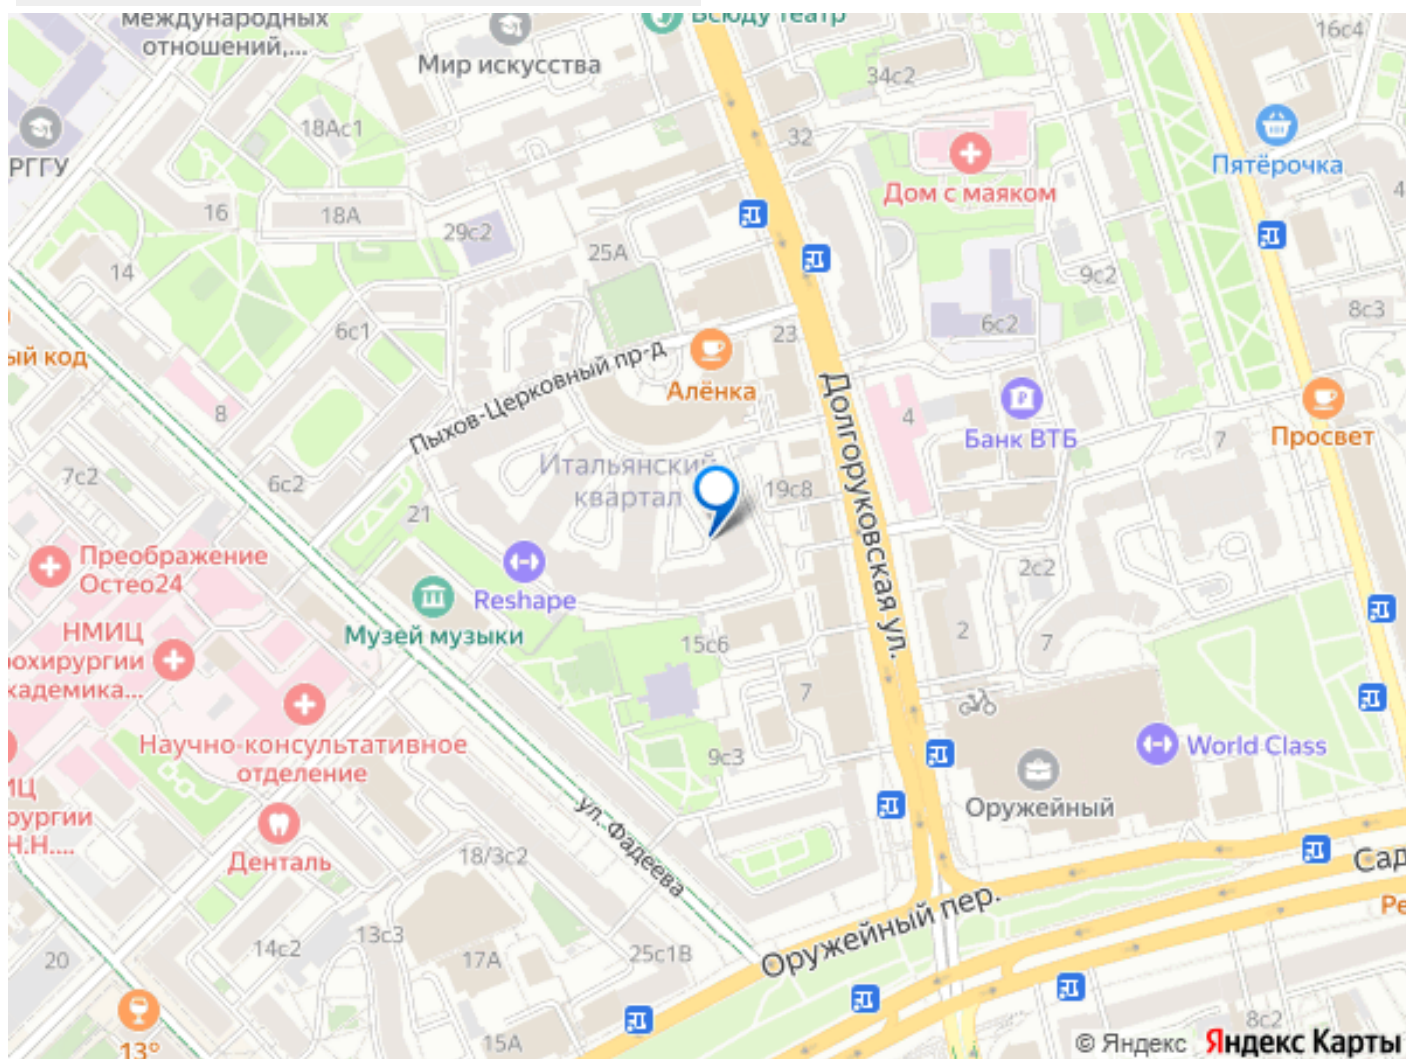 международных
отношений,...
Всюду театр
16с4
Мир искусства
34с2
18Ас1
32
РГГУ
Пятёрочка
Дом с маяком
16
18А
29с2
25А
14
9с2
6с1
6с2
8с3
23
ый код
Алёнка
Пыхов-Церковный пр-д
Долгоруковская ул.
8
4
Банк ВТБ
7
Просвет
Итальянский
квартал
7с2
6с2
19с8
21
Преображение
Остео24
Reshape
2с2
НМИЦ
рохирургии
кадемика...
Музей музыки
15с6
2
7
7
Научно-консультативное
отделение
9с3
World Class
ИЦ
рургии
Н.Н....
Оружейный
Денталь
18/3с2
ул. Фадеева
Сад
Оружейный пер.
Ре
20
14с2
13с3
17А
25с1В
13°
15А
8с2
© Яндекс Яндекс Карты